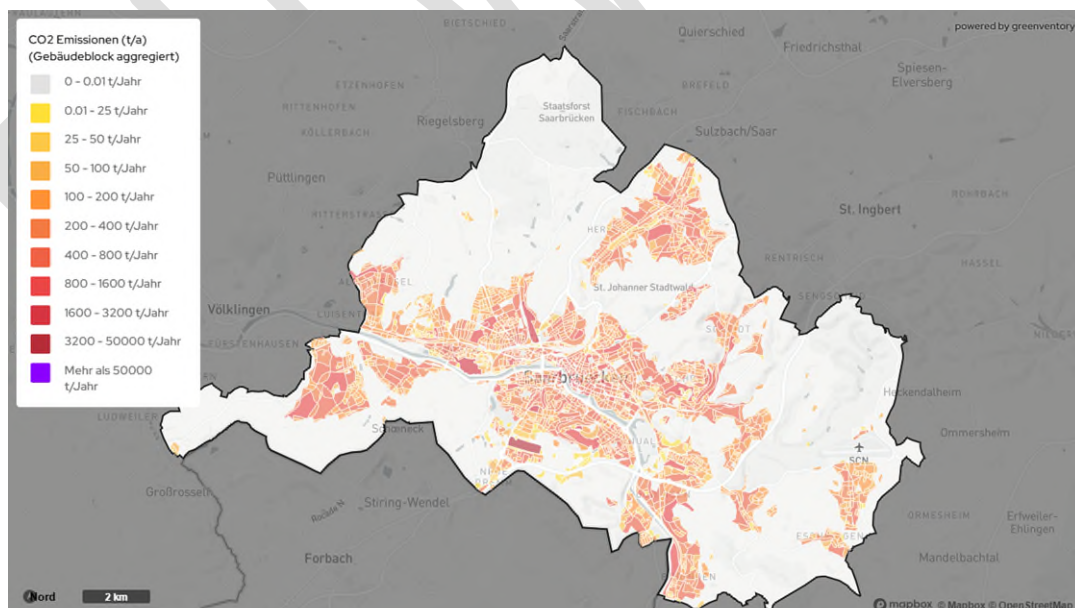 CO2 Emissionen (t/a)
(Gebäudeblock aggregiert)
0 - 0.01 t/Jahr
0.01 - 25 t/Jahr
25 - 50 t/Jahr
50 - 100 t/Jahr
100 - 200 t/Jahr
200 - 400 t/Jahr
400 - 800 t/Jahr
800 - 1600 t/Jahr
1600 - 3200 t/Jahr
3200 - 50000 t/Jahr
Mehr als 50000
t/Jahr
powered by greenventory
BIETSCHIED
Quierschied
Friedrichsthal
Spiesen-
Elversberg
ETZENHOFEN
BREFELD
RITTENHOFEN
Riegelsberg
Staatsforst
Saarbrücken
FISCHBACH
KÖLLERBACH
Sulzbach/Saar
Püttlingen
ROHRBACH
St. Ingbert
RENTRISCH
HASSEL
St. Johanner Stadtwald
Völklingen
FÜRSTENHAUSEN
Saarbrücken
Heckendalheim
LUDWEILER
Schœneck
Ommersheim
SCN
Großrosseln
Stiring-Wendel
ORMESHEIM
Erfweiler-
Ehlingen
Forbach
Mandelbachtal
Nord
2 km
mapbox © Mapbox © OpenStreetMap